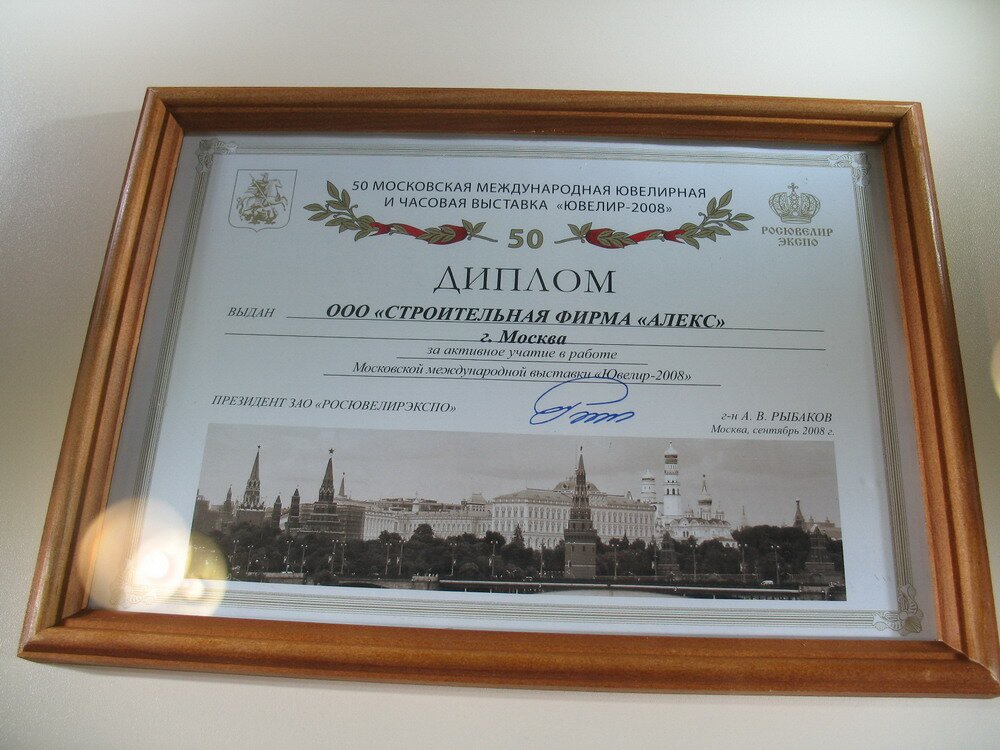 50 МОСКОВСКАЯ МЕЖДУНАРОДНАЯ ЮВЕЛИРНАЯ
И ЧАСОВАЯ ВЫСТАВКА «ЮВЕЛИР-2008»
50
РОСЮВЕЛИР
ЭКСПО
ДИПЛОМ
ВЫДАН ООО «СТРОИТЕЛЬНАЯ ФИРМА «АЛЕКС»
г. Москва
за активное учатие в работе
Московской международной выставки «Ювелир-2008»
ПРЕЗИДЕНТ ЗАО «РОСЮВЕЛИРЭКСПО»
г-н А. В. РЫБАКОВ
Москва, сентябрь 2008 г.